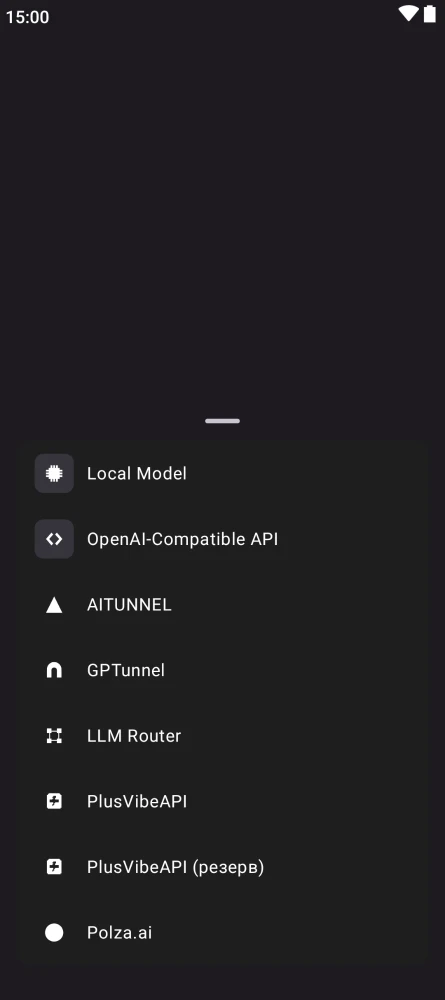 15:00
Local Model
OpenAI-Compatible API
AITUNNEL
GPTunnel
LLM Router
PlusVibeAPI
PlusVibeAPI (резерв)
Polza.ai